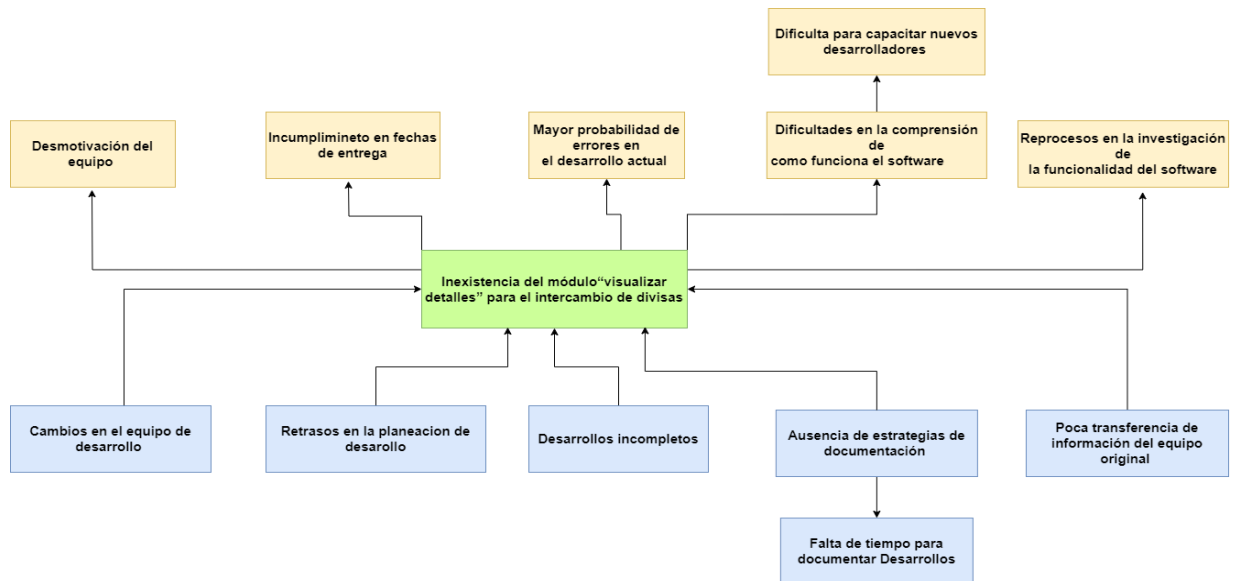 Dificulta para capacitar nuevos
desarrolladores
Desmotivación del
equipo
Incumplimineto en fechas
de entrega
Mayor probabilidad de
errores en
el desarrollo actual
Dificultades en la comprensión
de
como funciona el software
Reprocesos en la investigación
de
la funcionalidad del software
Inexistencia del módulo“visualizar
detalles” para el intercambio de divisas
Cambios en el equipo de
desarrollo
Retrasos en la planeacion de
desarollo
Desarrollos incompletos
Ausencia de estrategias de
documentación
Poca transferencia de
información del equipo
original
Falta de tiempo para
documentar Desarrollos